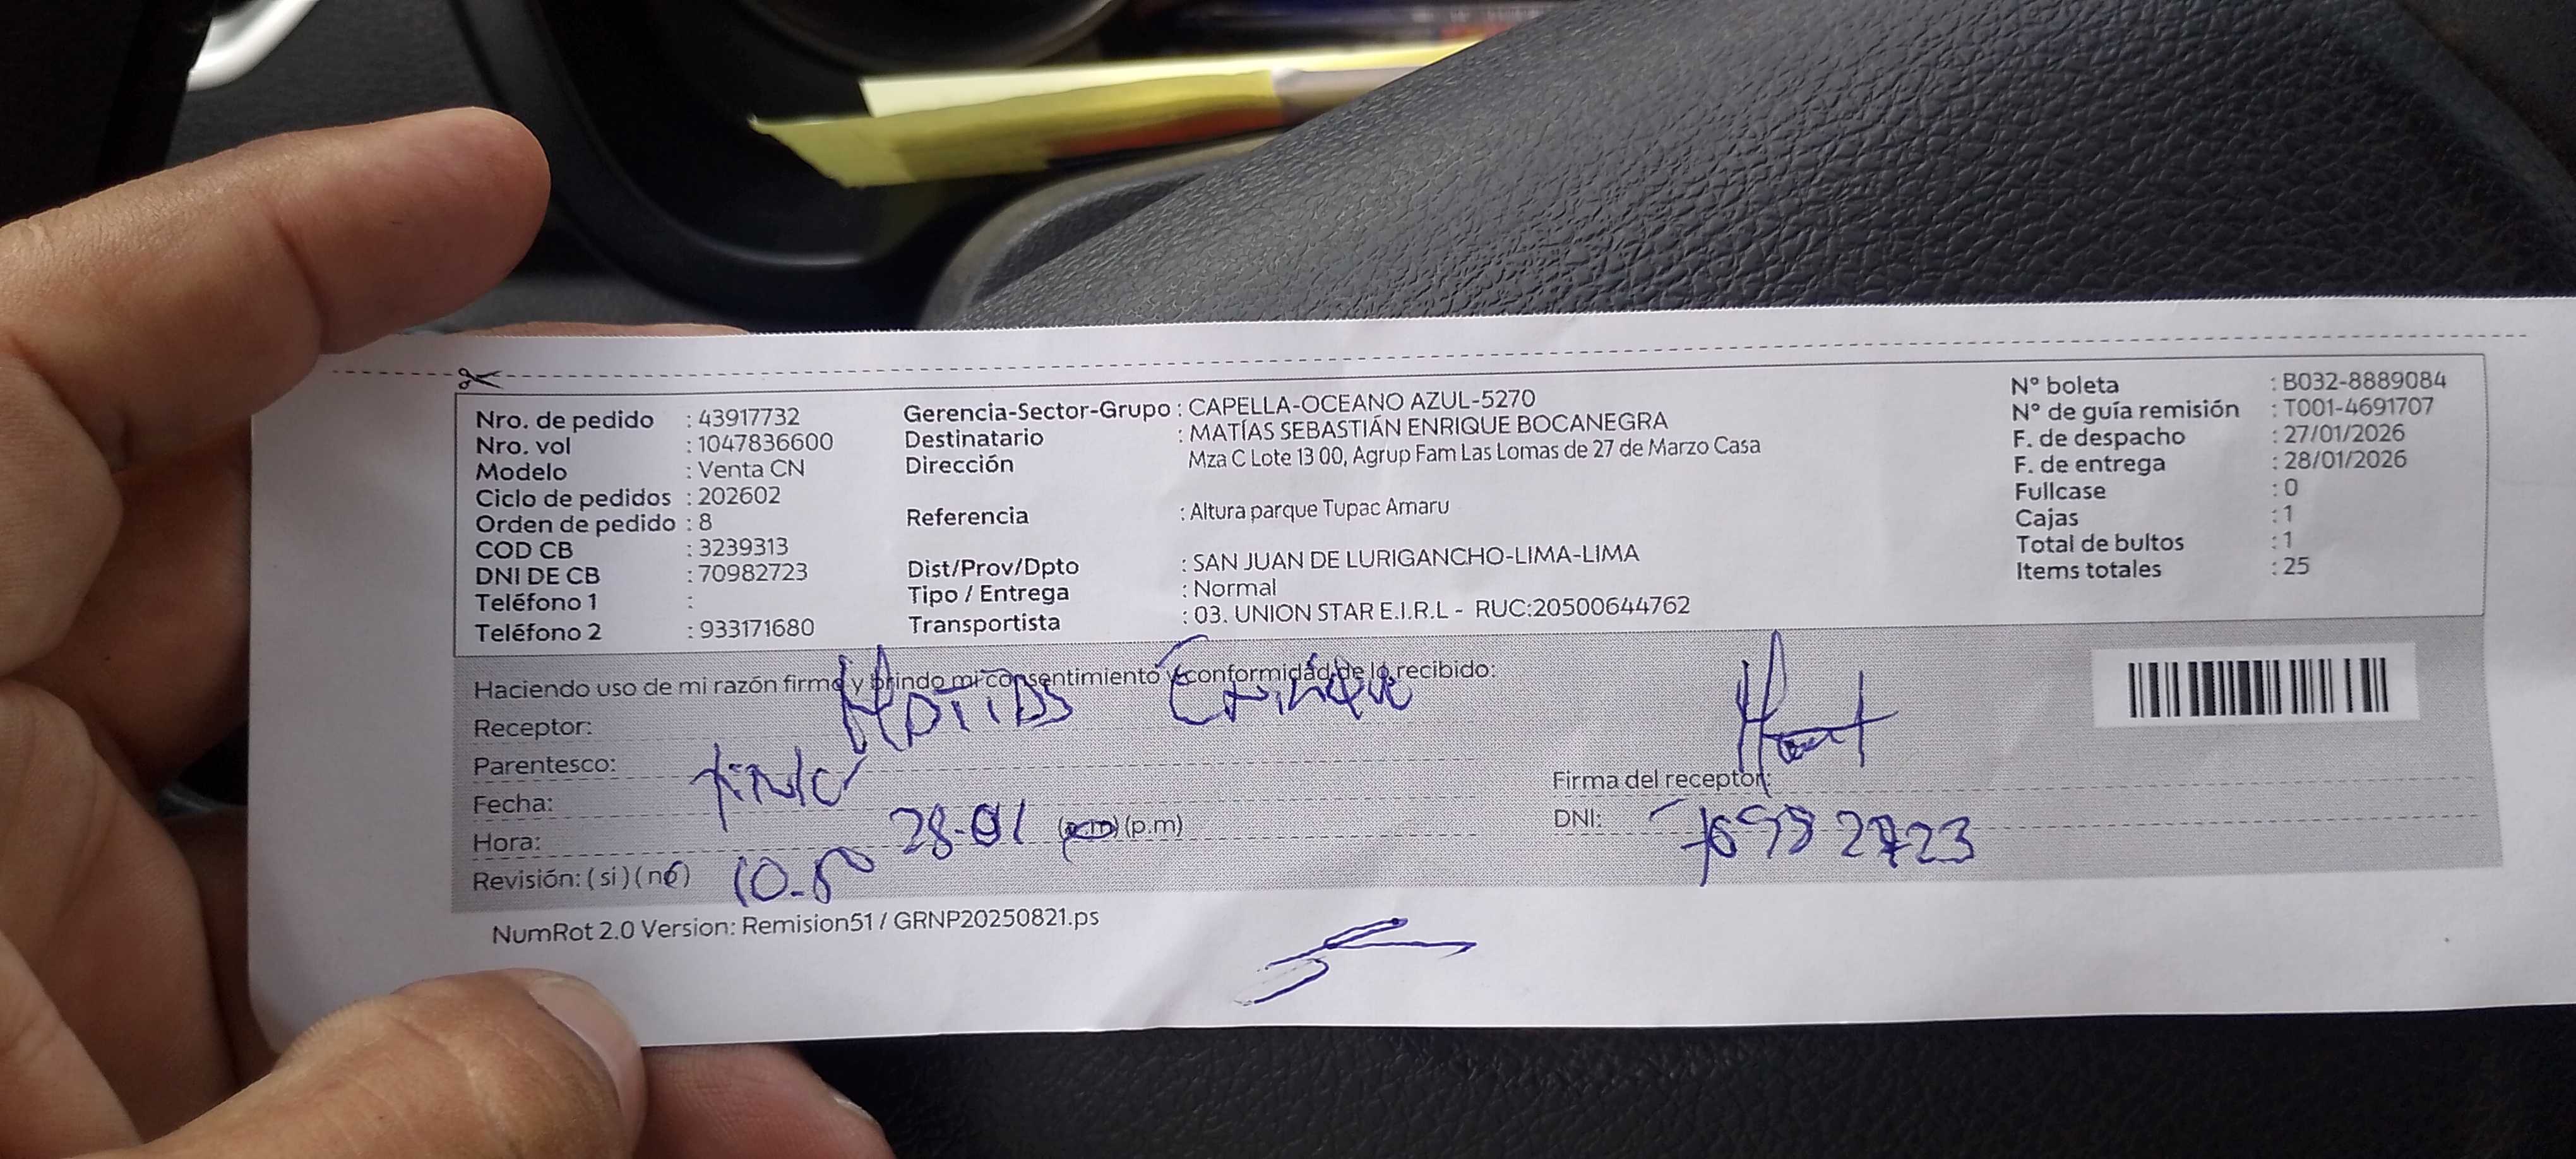 Nro. de pedido : 43917732
Nro. vol : 1047836600
Modelo : Venta CN
Ciclo de pedidos : 202602
Orden de pedido : 8
COD CB : 3239313
DNI DE CB : 70982723
Teléfono 1 :
Teléfono 2 : 933171680
Gerencia-Sector-Grupo : CAPELLA-OCEANO AZUL-5270
Destinatario : MATÍAS SEBASTIÁN ENRIQUE BOCANEGRA
Dirección Mza C Lote 13 00, Agrup Fam Las Lomas de 27 de Marzo Casa
Referencia : Altura parque Tupac Amaru
Dist/Prov/Dpto : SAN JUAN DE LURIGANCHO-LIMA-LIMA
Tipo / Entrega : Normal
Transportista : 03. UNION STAR E.I.R.L - RUC:20500644762
N° boleta : B032-8889084
N° de guía remisión : T001-4691707
F. de despacho : 27/01/2026
F. de entrega : 28/01/2026
Fullcase : 0
Cajas : 1
Total de bultos : 1
Items totales : 25
Haciendo uso de mi razón firmo y brindo mi consentimiento y conformidad de lo recibido:
Receptor: Matias Enrique
Parentesco:
Fecha: 28-01
Hora: (p.m)
Revisión: (si) (no)
Firma del receptor:
DNI:
NumRot 2.0 Version: Remision51 / GRNP20250821.ps